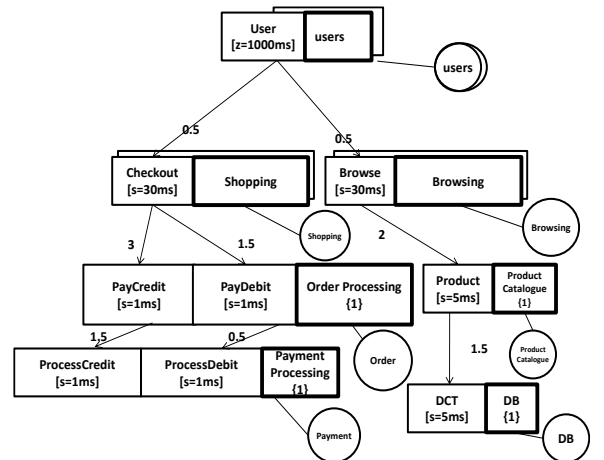 User
[z=1000ms]
users
users
0.5
0.5
Checkout
[s=30ms]
Shopping
Browse
[s=30ms]
Browsing
Shopping
Browsing
3
1.5
2
PayCredit
[s=1ms]
PayDebit
[s=1ms]
Order Processing
{1}
Product
[s=5ms]
Product
Catalogue
{1}
1,5
0,5
Order
Product
Catalogue
1.5
ProcessCredit
[s=1ms]
ProcessDebit
[s=1ms]
Payment
Processing
{1}
Payment
DCT
[s=5ms]
DB
{1}
DB